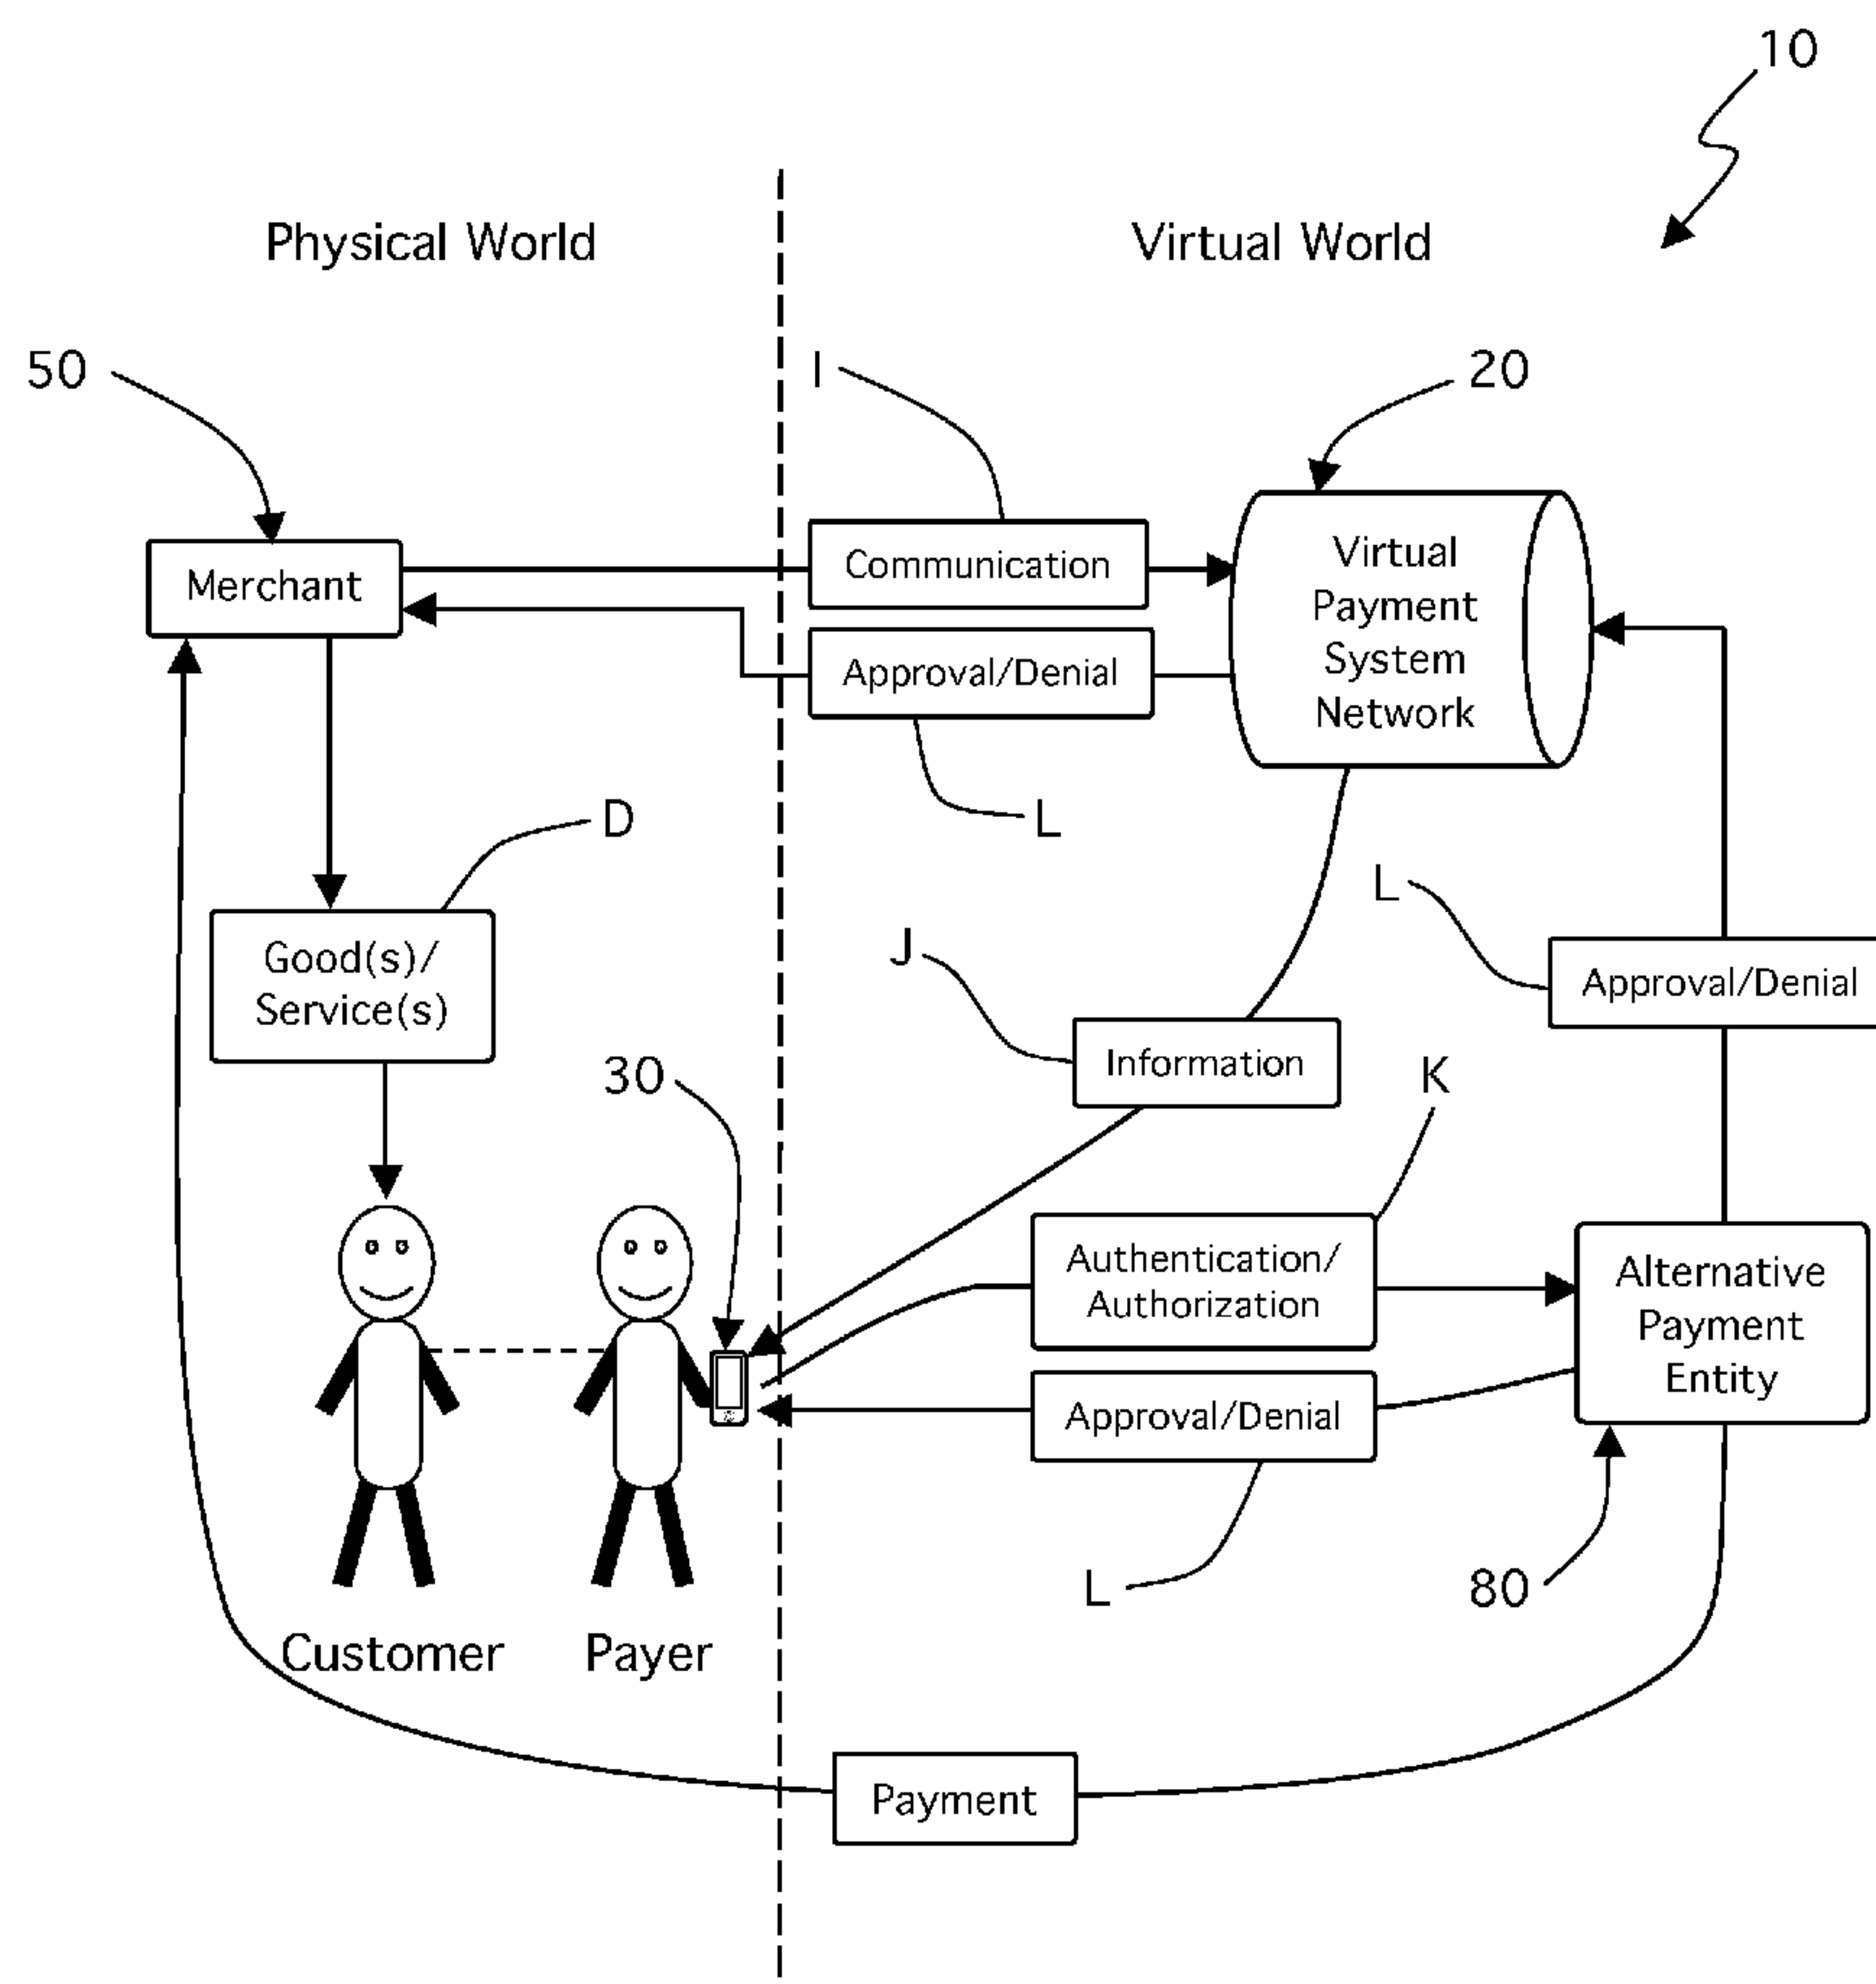 10
Physical World
Virtual World
50
I
20
Merchant
Communication
Virtual
Payment
System
Network
Approval/Denial
D
L
L
Good(s)/
Service(s)
J
Approval/Denial
30
Information
K
Authentication/
Authorization
Alternative
Payment
Entity
Approval/Denial
L
80
Customer
Payer
Payment